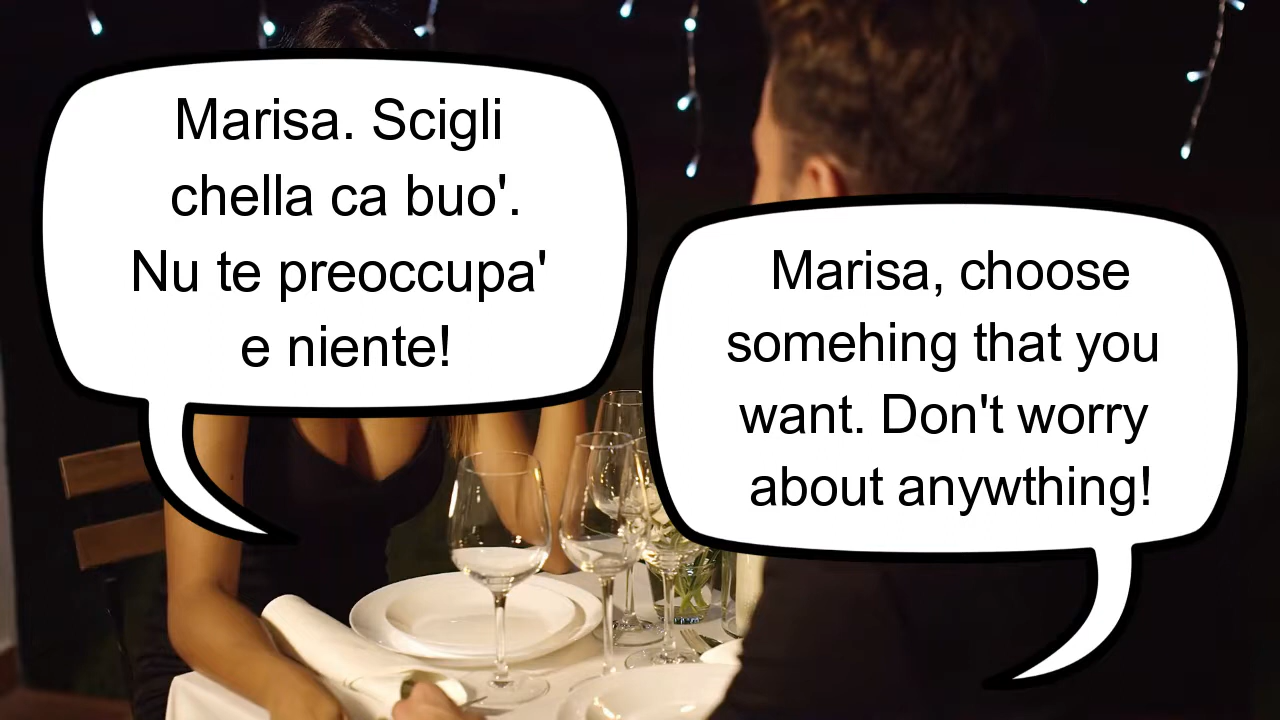 Marisa. Scigli
chella ca buo'.
Nu te preoccupa'
e niente!
Marisa, choose
somehing that you
want. Don't worry
about anywthing!